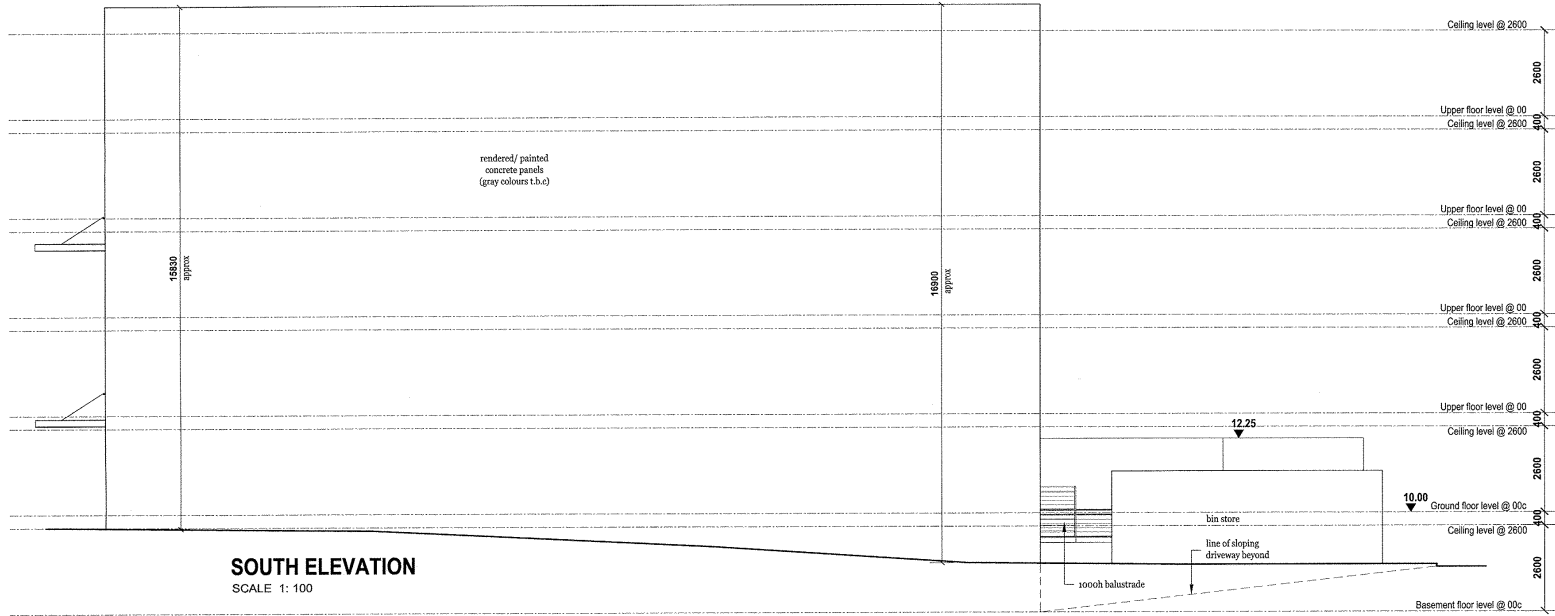 Ceiling level @ 2600
2600
Upper floor level @ 00
400
Ceiling level @ 2600
rendered/ painted
concrete panels
(gray colours t.b.c)
2600
Upper floor level @ 00
400
Ceiling level @ 2600
15830
approx
16900
approx
2600
Upper floor level @ 00
400
Ceiling level @ 2600
2600
Upper floor level @ 00
400
Ceiling level @ 2600
12.25
2600
10.00
Ground floor level @ 00c
400
bin store
Ceiling level @ 2600
line of sloping
driveway beyond
2600
1000h balustrade
Basement floor level @ 00c
SOUTH ELEVATION
SCALE 1: 100